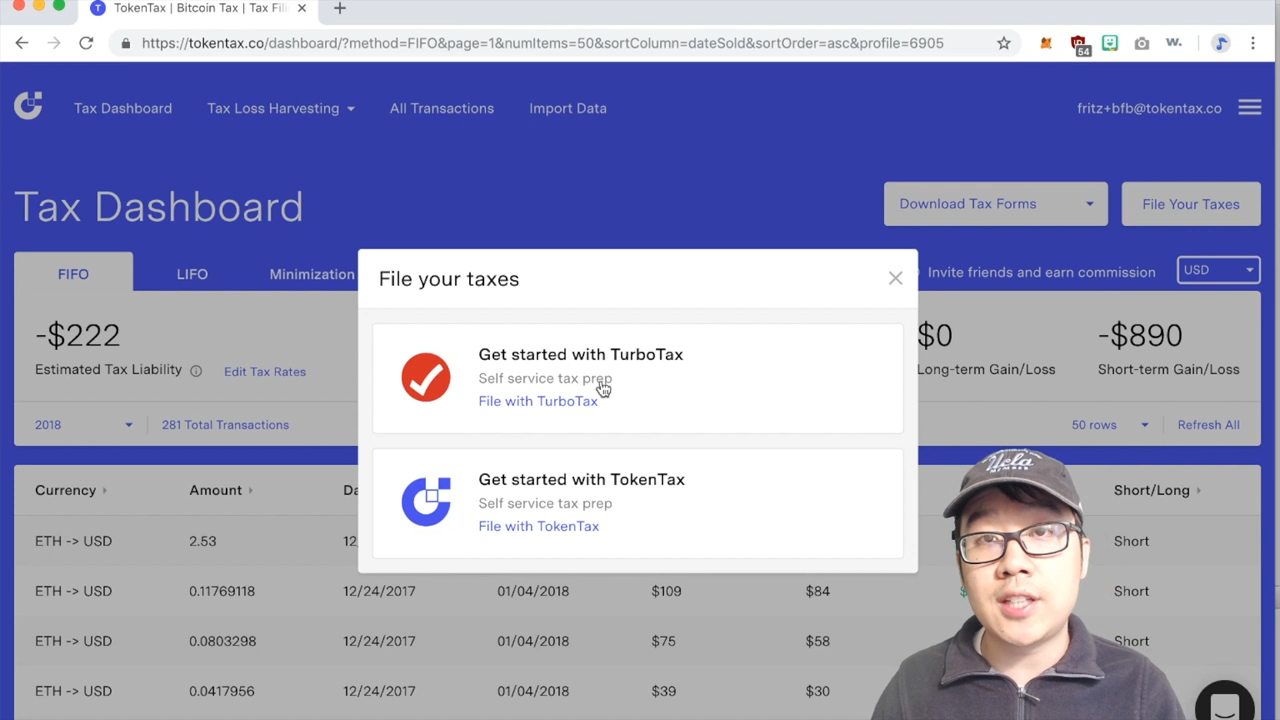 TokenTax | Bitcoin Tax | Tax Fili
https://tokentax.co/dashboard/?method=FIFO&page=1&numItems=50&sortColumn=dateSold&sortOrder=asc&profile=6905
54
w.
Tax Dashboard
Tax Loss Harvesting
All Transactions
Import Data
fritz+bfb@tokentax.co
Tax Dashboard
Download Tax Forms
File Your Taxes
FIFO
LIFO
Minimization
Invite friends and earn commission
USD
File your taxes
-$222
Estimated Tax Liability
Edit Tax Rates
$0
Long-term Gain/Loss
-$890
Short-term Gain/Loss
Get started with TurboTax
Self service tax prep
File with TurboTax
2018
281 Total Transactions
50 rows
Refresh All
Get started with TokenTax
Self service tax prep
File with TokenTax
Currency
Amount
Da
Short/Long
ETH -> USD
2.53
12/
Short
ETH -> USD
0.11769118
12/24/2017
01/04/2018
$109
$84
$
Short
ETH -> USD
0.0803298
12/24/2017
01/04/2018
$75
$58
Short
ETH -> USD
0.0417956
12/24/2017
01/04/2018
$39
$30